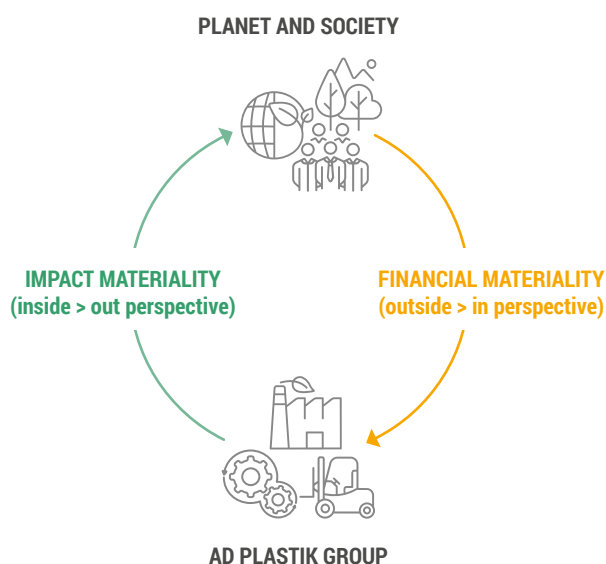 PLANET AND SOCIETY
IMPACT MATERIALITY
(inside > out perspective)
FINANCIAL MATERIALITY
(outside > in perspective)
AD PLASTIK GROUP